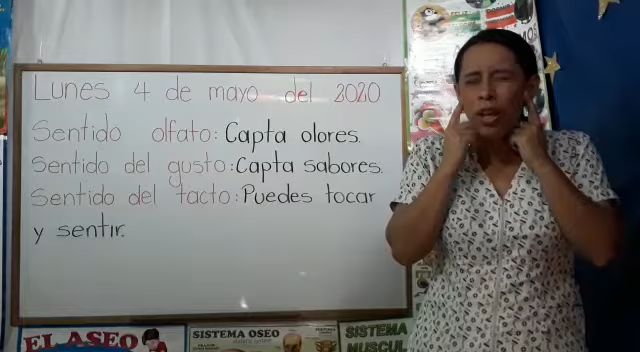 Lunes 4 de mayo del 2020
Sentido olfato: Capta olores.
Sentido del gusto: Capta sabores.
Sentido del tacto: Puedes tocar
y sentir.
EL ASEO
SISTEMA OSEO
SISTEMA
MUSCUL